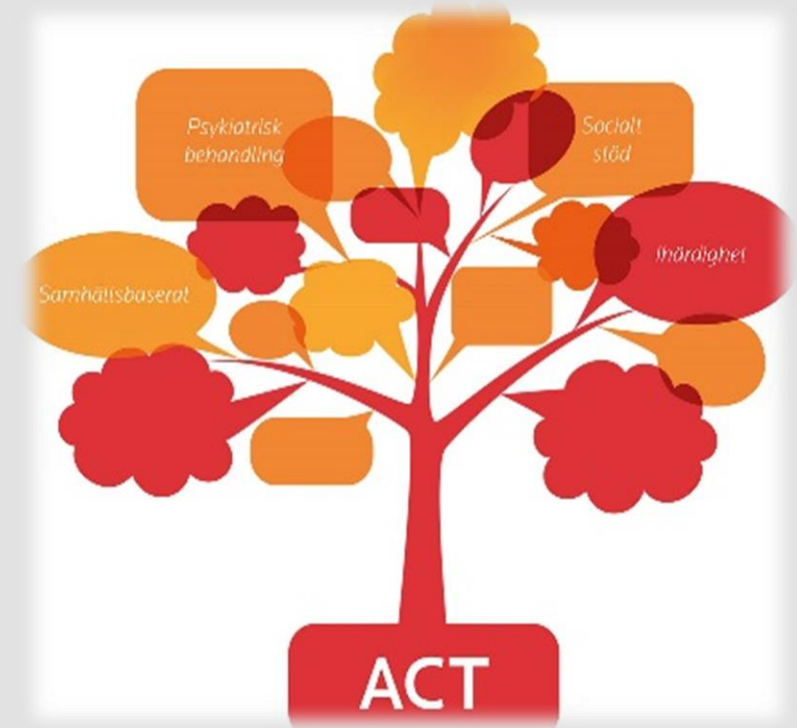 Psykiatrisk
behandling
Socialt
stöd
Ihärdighet
Samhällsbaserat
ACT